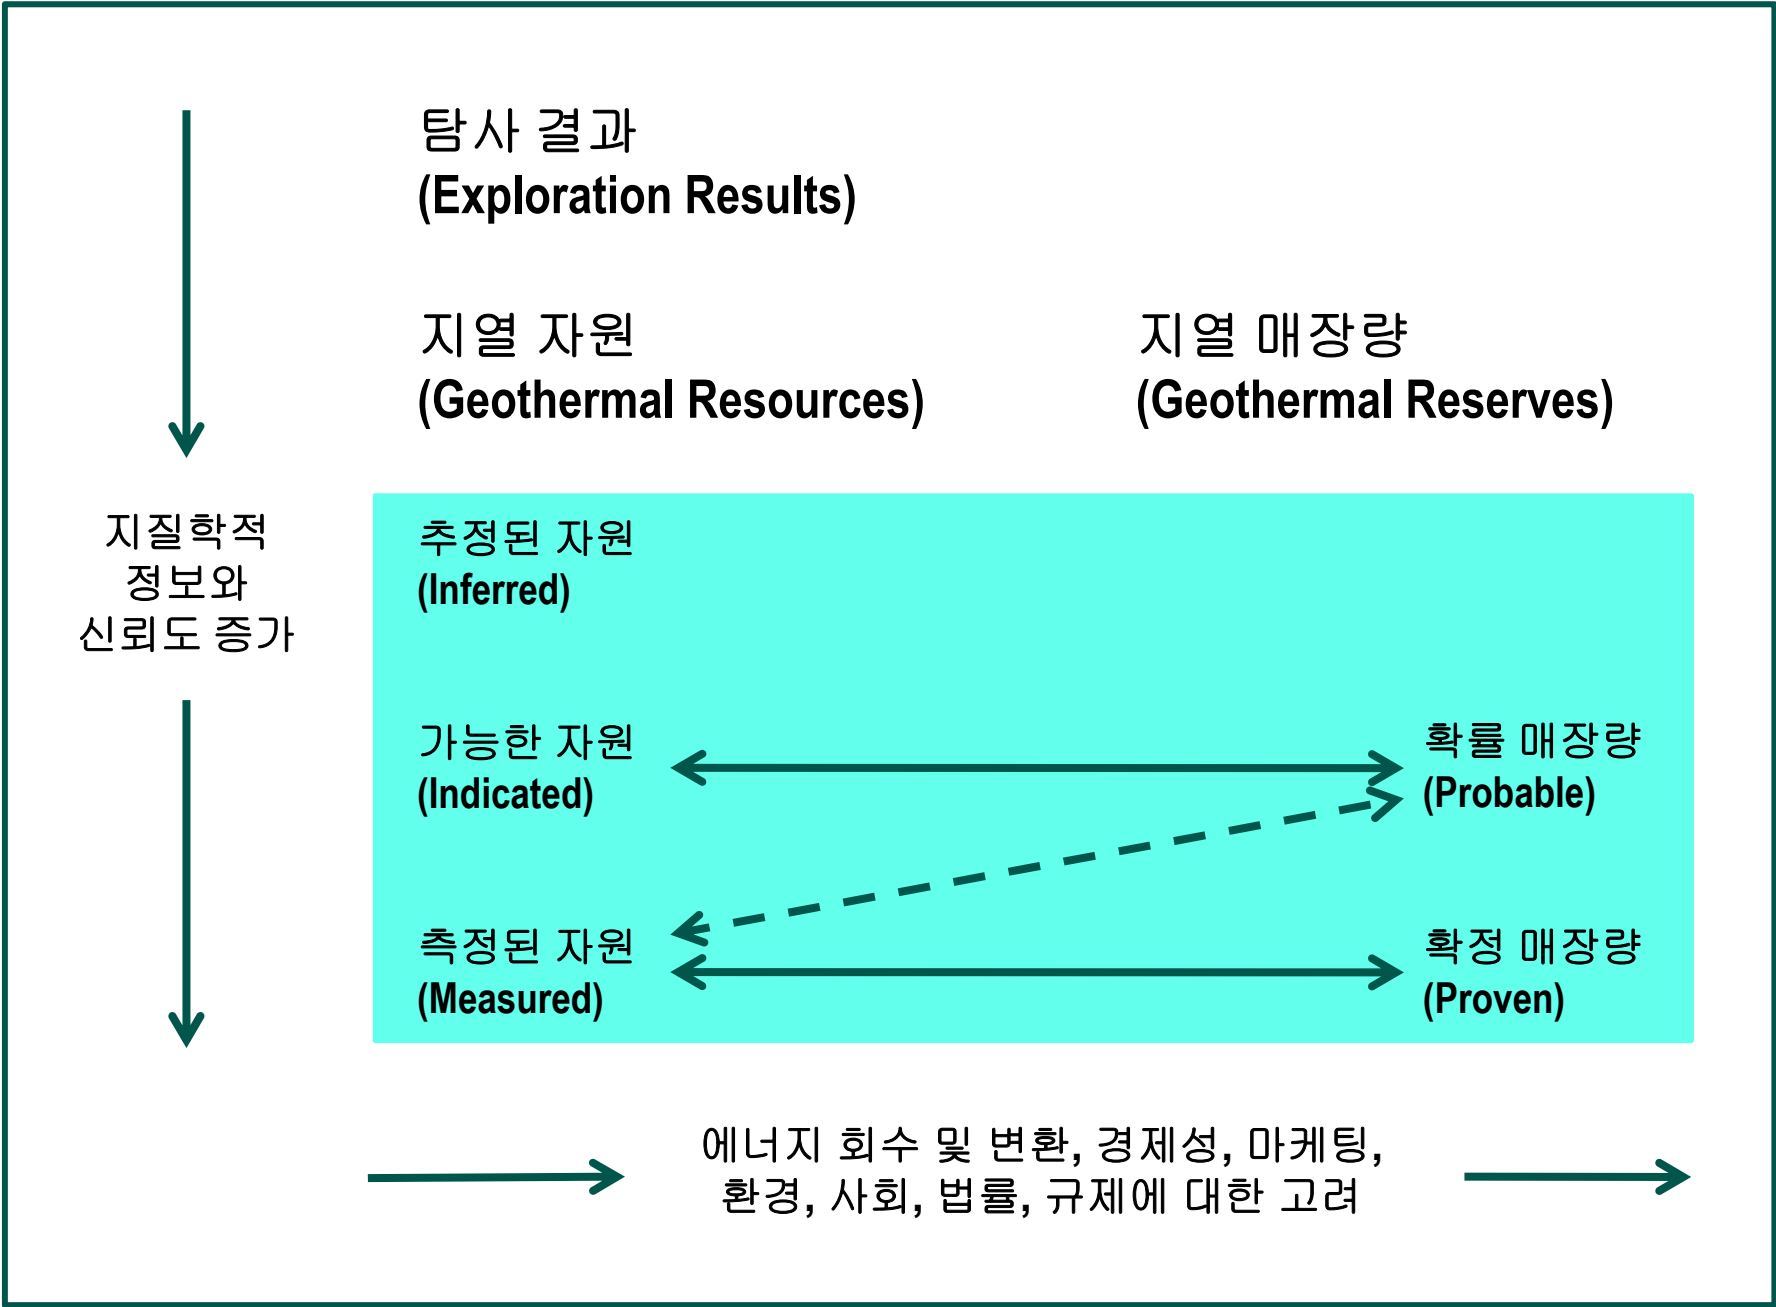 탐사 결과
(Exploration Results)
지열 자원
(Geothermal Resources)
지열 매장량
(Geothermal Reserves)
지질학적
정보와
신뢰도 증가
추정된 자원
(Inferred)
가능한 자원
(Indicated)
확률 매장량
(Probable)
측정된 자원
(Measured)
확정 매장량
(Proven)
에너지 회수 및 변환, 경제성, 마케팅,
환경, 사회, 법률, 규제에 대한 고려